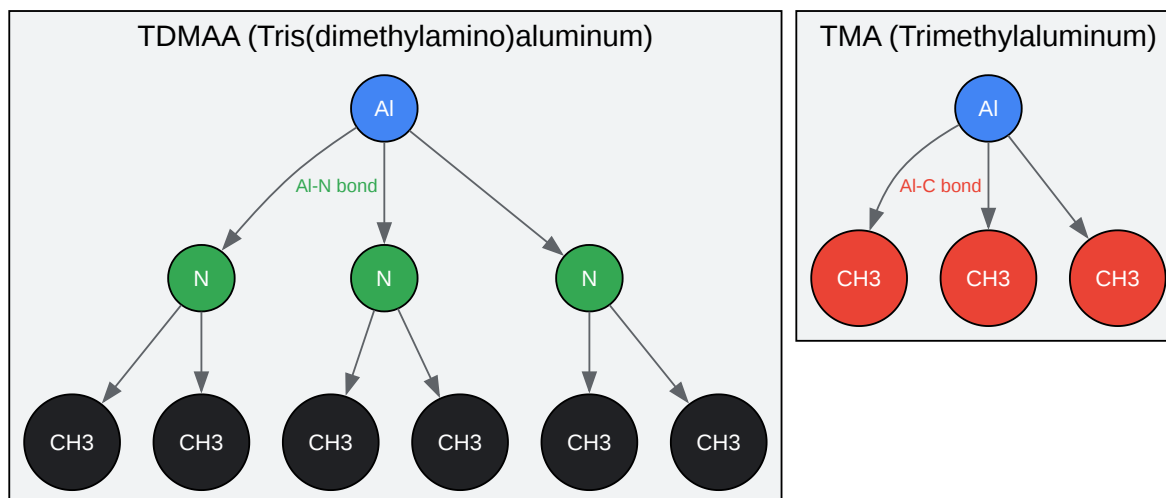 TDMAA (Tris(dimethylamino)aluminum)
Al
Al-N bond
N
N
N
CH3
CH3
CH3
CH3
CH3
CH3
TMA (Trimethylaluminum)
Al
Al-C bond
CH3
CH3
CH3